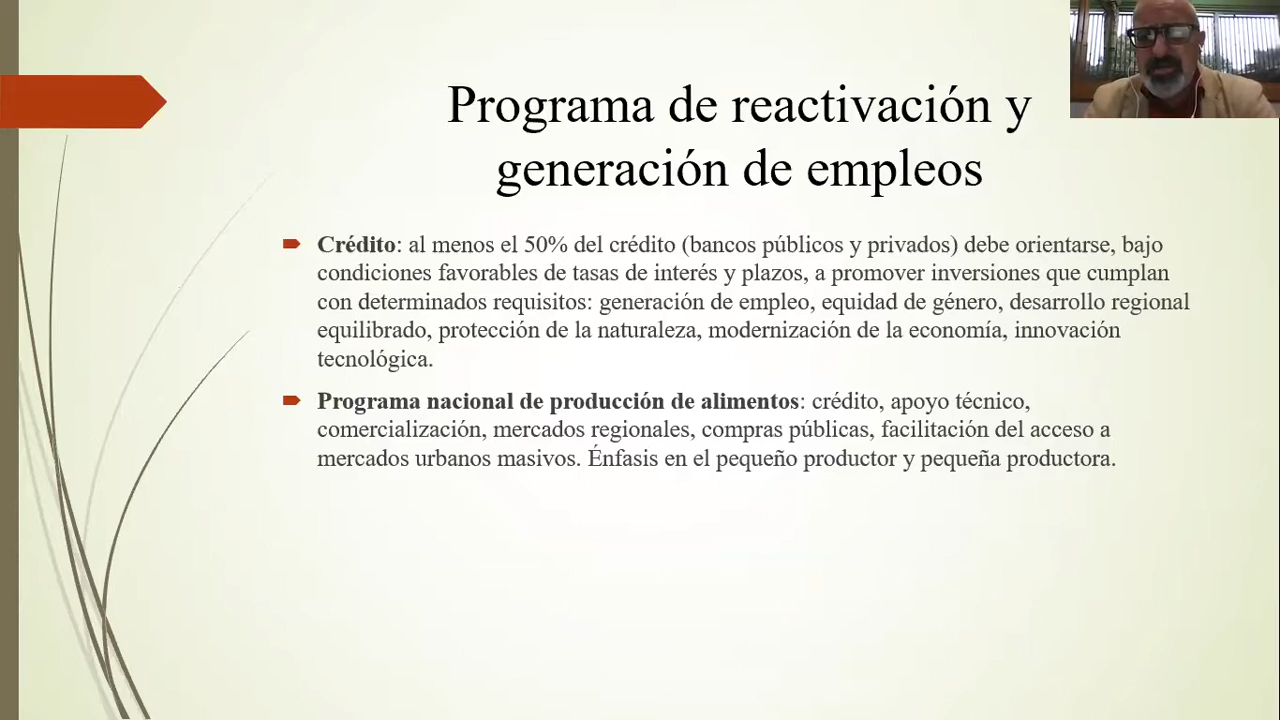 Programa de reactivación y
generación de empleos
Crédito: al menos el 50% del crédito (bancos públicos y privados) debe orientarse, bajo
condiciones favorables de tasas de interés y plazos, a promover inversiones que cumplan
con determinados requisitos: generación de empleo, equidad de género, desarrollo regional
equilibrado, protección de la naturaleza, modernización de la economía, innovación
tecnológica.
Programa nacional de producción de alimentos: crédito, apoyo técnico,
comercialización, mercados regionales, compras públicas, facilitación del acceso a
mercados urbanos masivos. Énfasis en el pequeño productor y pequeña productora.